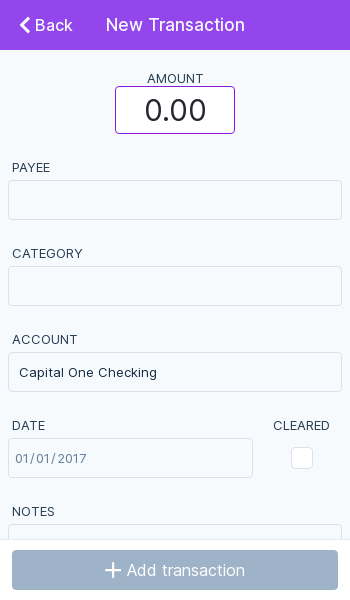 Back New Transaction
AMOUNT
0.00
PAYEE
CATEGORY
ACCOUNT
Capital One Checking
DATE CLEARED
01/01/2017
NOTES
Add transaction